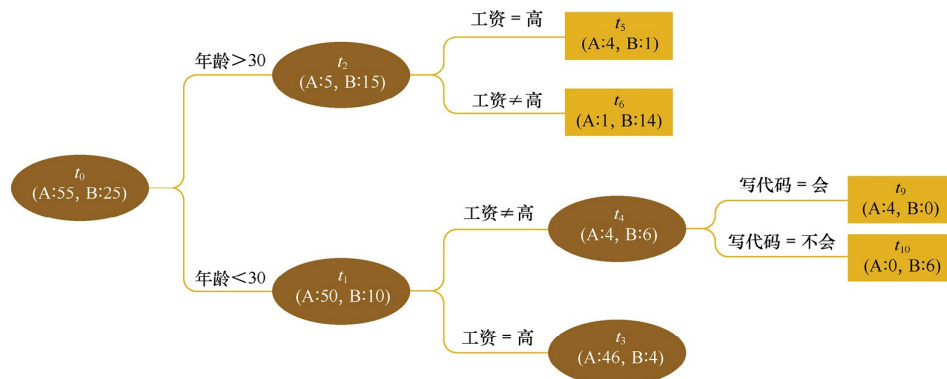 工资 = 高
t5
(A:4, B:1)
年龄>30
t2
(A:5, B:15)
工资≠高
t6
(A:1, B:14)
t0
(A:55, B:25)
写代码 = 会
t9
(A:4, B:0)
工资≠高
t4
(A:4, B:6)
写代码 = 不会
t10
(A:0, B:6)
年龄<30
t1
(A:50, B:10)
工资 = 高
t3
(A:46, B:4)